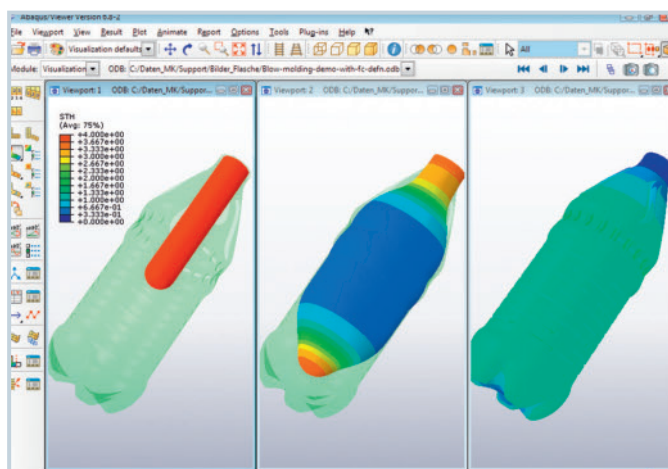 Abaqus/Viewer Version 6.8-2
File Viewport View Result Plot Animate Report Options Tools Plug-ins Help
Visualization defaults
All
Module: Visualization ODB: C:/Daten_MK/Support/Bilder_Flasche/Blow-molding-demo-with-fc-defn.odb
Viewport: 1 ODB: C:/Daten_MK/Suppor...
Viewport: 2 ODB: C:/Daten_MK/Suppor...
Viewport: 3 ODB: C:/Daten_MK/Suppor...
STH
(Avg: 75%)
+4.000e+00
+3.667e+00
+3.333e+00
+3.000e+00
+2.667e+00
+2.333e+00
+2.000e+00
+1.667e+00
+1.333e+00
+1.000e+00
+6.667e-01
+3.333e-01
+0.000e+00